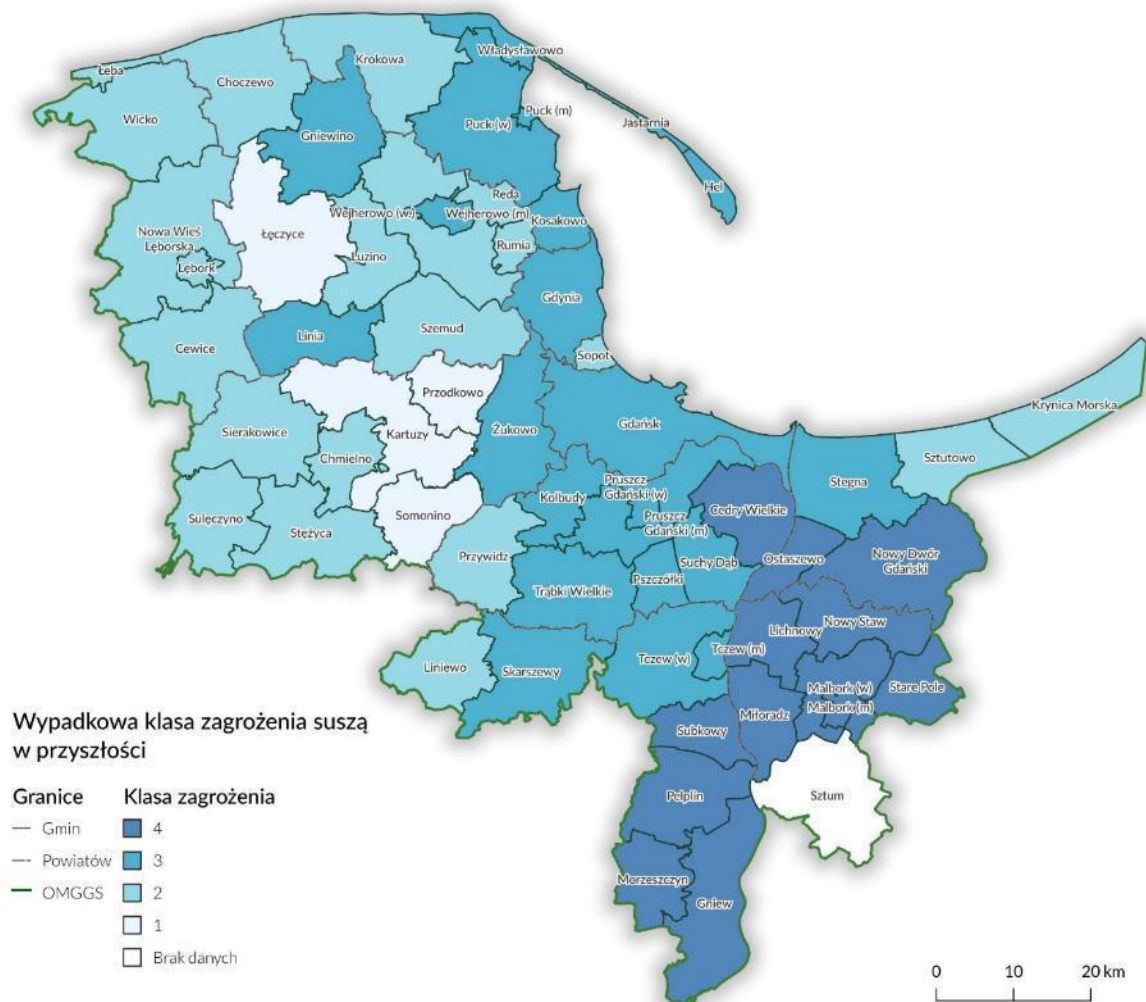 Łeba
Choczewo
Krokowa
Władysławowo
Wicko
Gniewino
Puck (w)
Puck (m)
Jastarnia
Hel
Reda
Wejherowo (w.)
Wejherowo (m)
Kosakowo
Nowa Wieś
Lęborska
Łęczyce
Rumia
Luzino
Lębork
Gdynia
Cewice
Linia
Szemud
Sopot
Przodkowo
Krynica Morska
Sierakowice
Kartuzy
Żukowo
Gdańsk
Sztutowo
Chmielno
Stegna
Kolbudy
Pruszcz
Gdański (w)
Cedry Wielkie
Sulęczyno
Somonino
Pruszcz
Gdański (m)
Stężyca
Przywidz
Ostaszewo
Nowy Dwór
Gdański
Suchy Dąb
Trąbki Wielkie
Pszczółki
Lichnowy
Nowy Staw
Tczew (m)
Liniewo
Skarszewy
Tczew (w)
Malbork (w)
Stare Pole
Malbork (m)
Miłoradz
Subkowy
Pelplin
Sztum
Morzeszczyn
Gniew
Wypadkowa klasa zagrożenia suszą
w przyszłości
Granice Klasa zagrożenia
Gmin 4
Powiatów 3
OMGGS 2
1
Brak danych
0 10 20 km